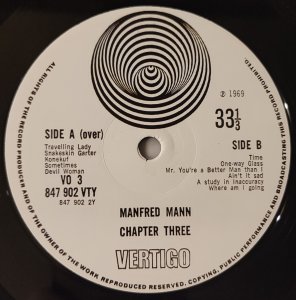 ALL RIGHTS OF THE MANUFACTURER AND OF THE OWNER OF THE WORK REPRODUCED RESERVED. COPYING, PUBLIC PERFORMANCE AND BROADCASTING OF THIS RECORD PROHIBITED.
℗ 1969
33⅓
SIDE A (over)
Travelling Lady
Snakeskin Garter
Konekuf
Sometimes
Devil Woman
VO 3
847 902 VTY
847 902 2Y
SIDE B
Time
One-way Glass
Mr. You're a Better Man than I
Ain't it sad
A study in Inaccuracy
Where am I going
MANFRED MANN
CHAPTER THREE
VERTIGO